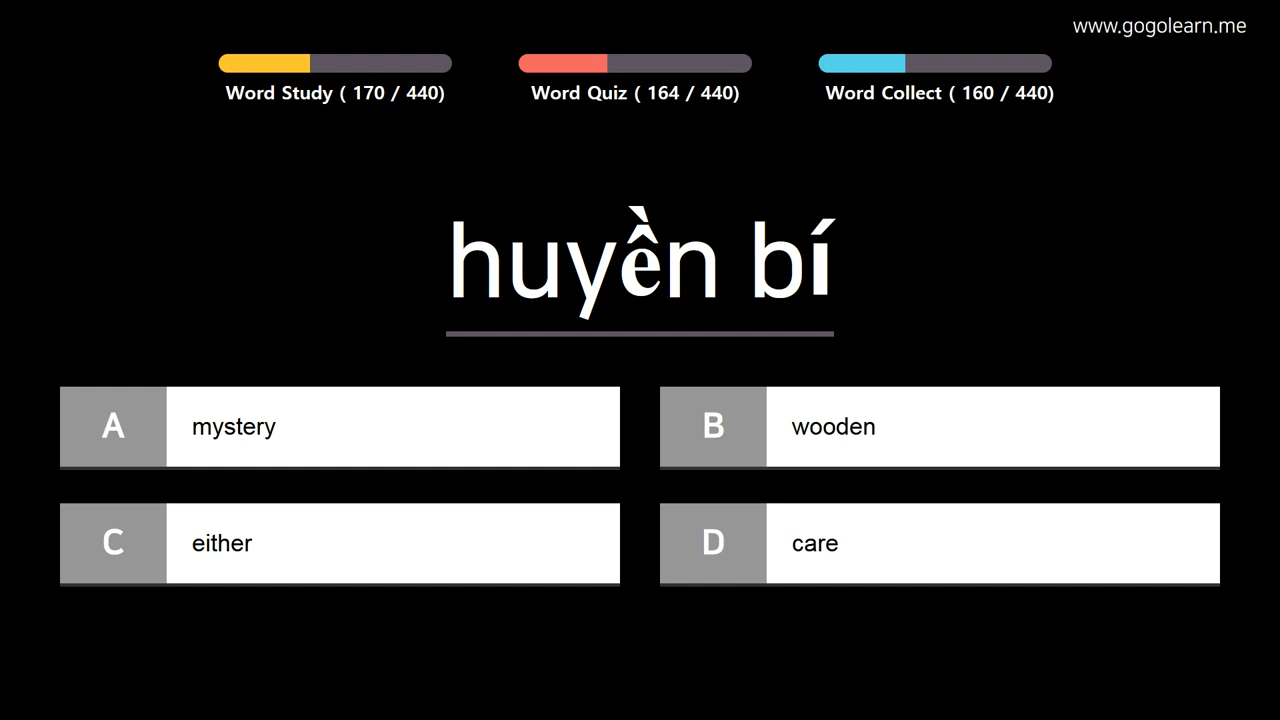 www.gogolearn.me
Word Study ( 170 / 440)
Word Quiz ( 164 / 440)
Word Collect ( 160 / 440)
huyền bí
A mystery
B wooden
C either
D care